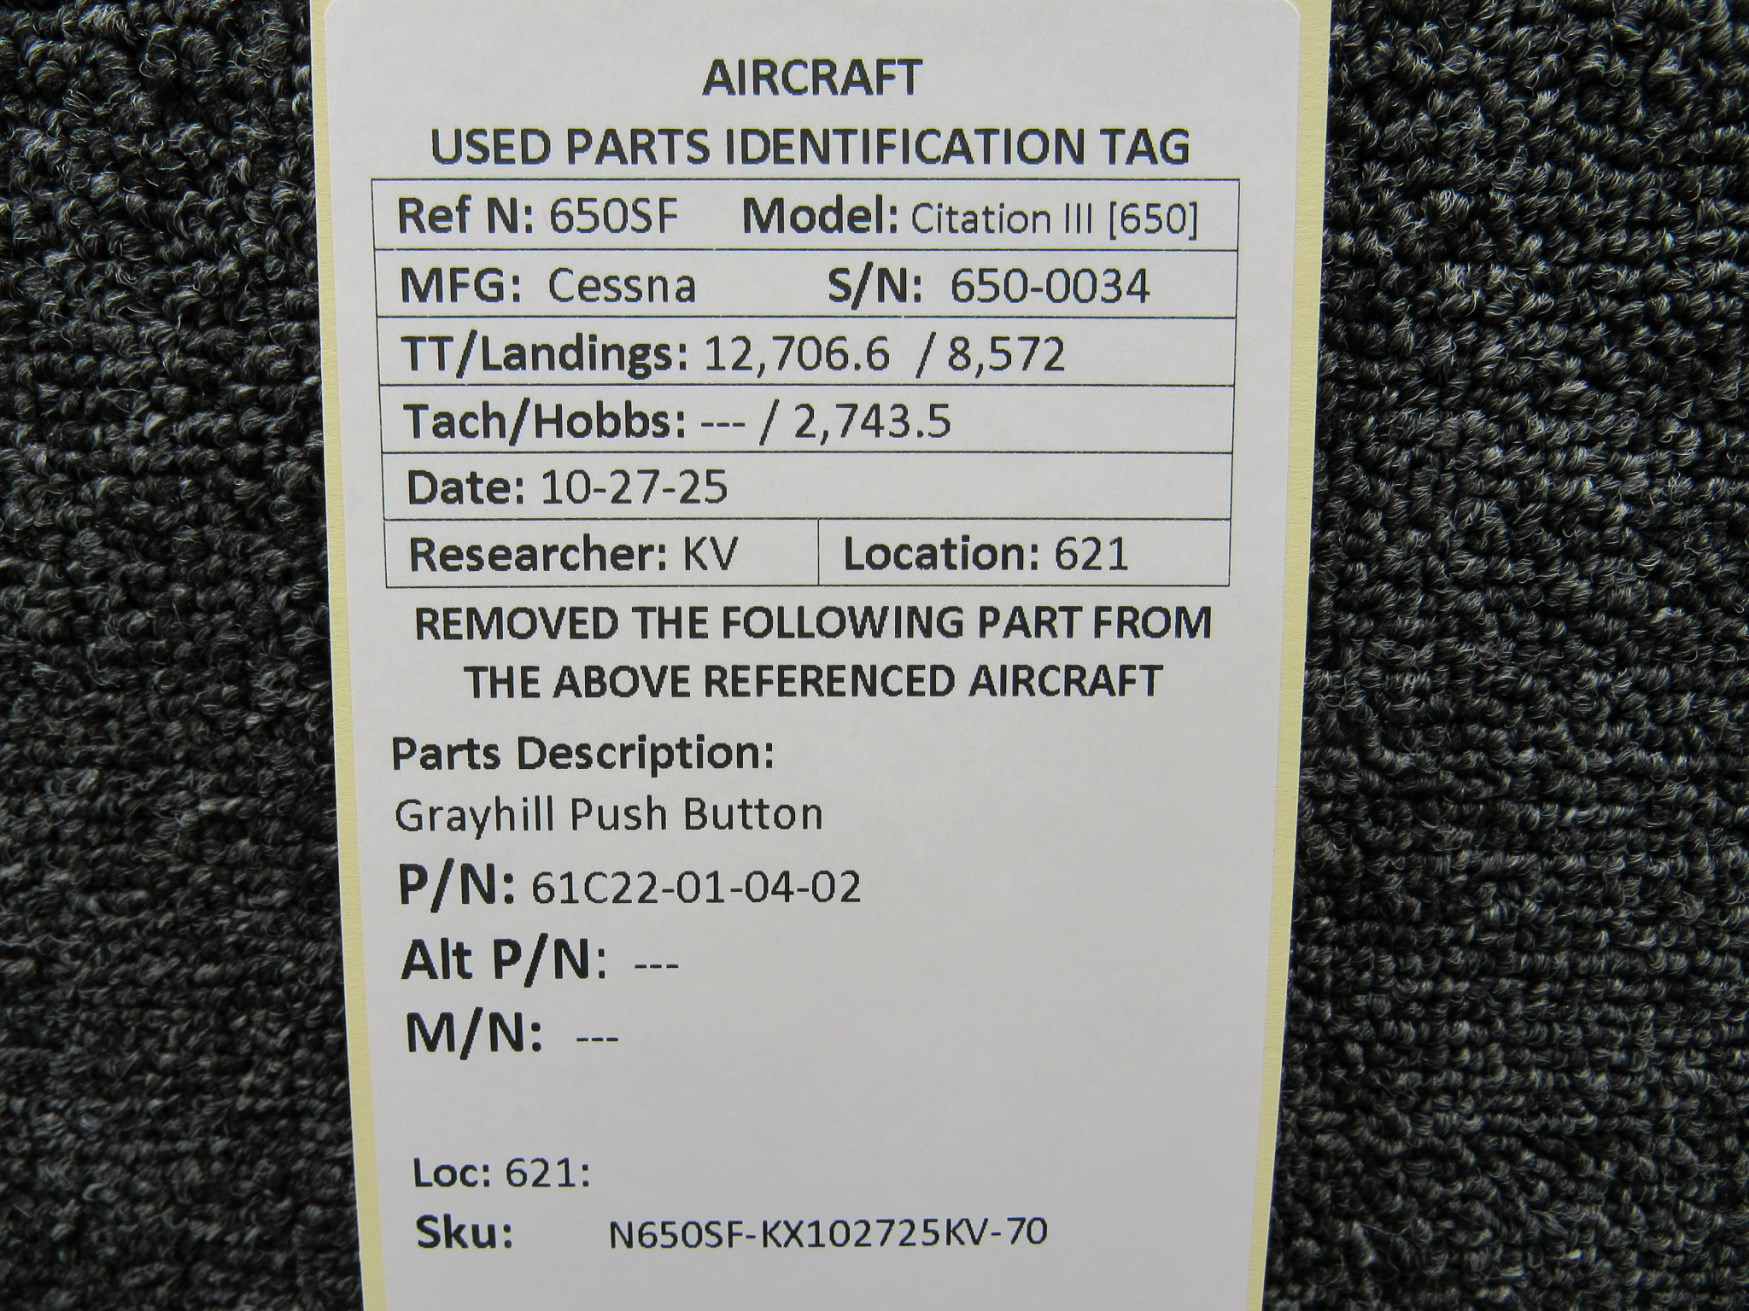 AIRCRAFT
USED PARTS IDENTIFICATION TAG
Ref N: 650SF Model: Citation III [650]
MFG: Cessna S/N: 650-0034
TT/Landings: 12,706.6 / 8,572
Tach/Hobbs: --- / 2,743.5
Date: 10-27-25
Researcher: KV Location: 621
REMOVED THE FOLLOWING PART FROM
THE ABOVE REFERENCED AIRCRAFT
Parts Description:
Grayhill Push Button
P/N: 61C22-01-04-02
Alt P/N: ---
M/N: ---
Loc: 621:
Sku: N650SF-KX102725KV-70